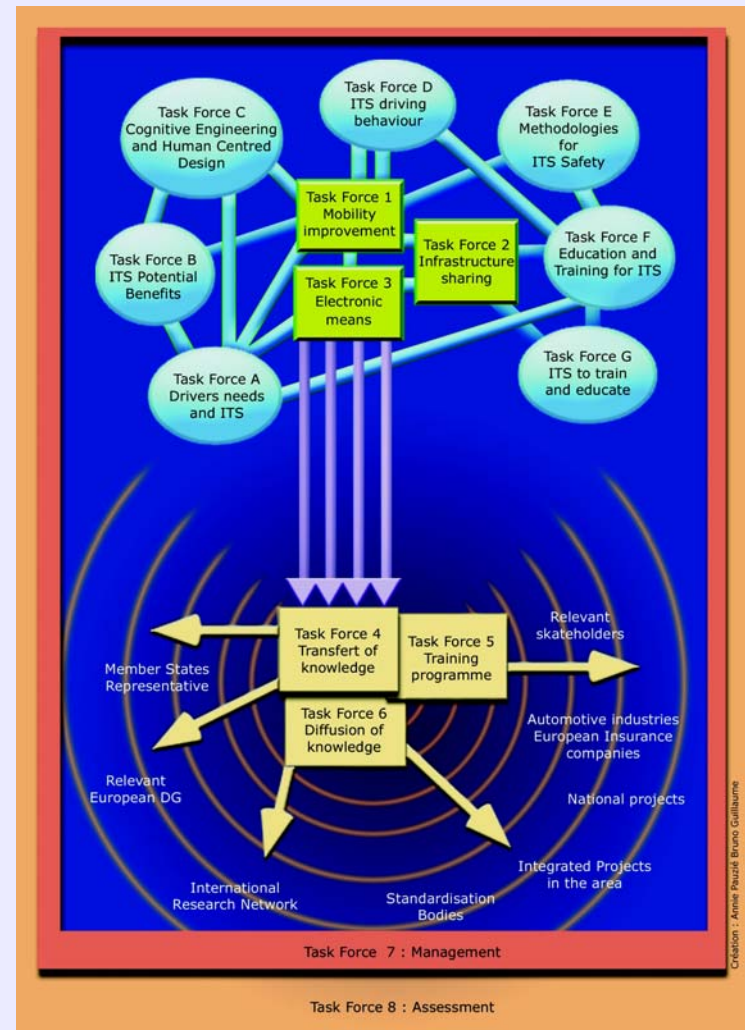 Task Force D
ITS driving
behaviour
Task Force C
Cognitive Engineering
and Human Centred
Design
Task Force E
Methodologies
for
ITS Safety
Task Force 1
Mobility
improvement
Task Force 2
Infrastructure
sharing
Task Force F
Education and
Training for ITS
Task Force B
ITS Potential
Benefits
Task Force 3
Electronic
means
Task Force A
Drivers needs
and ITS
Task Force G
ITS to train
and educate
Task Force 4
Transfert of
knowledge
Task Force 5
Training
programme
Relevant
skateholders
Member States
Representative
Task Force 6
Diffusion of
knowledge
Automotive industries
European Insurance
companies
Relevant
European DG
National projects
Integrated Projects
in the area
International
Research Network
Standardisation
Bodies
Création : Annie Pauzié Bruno Guillaume
Task Force 7 : Management
Task Force 8 : Assessment